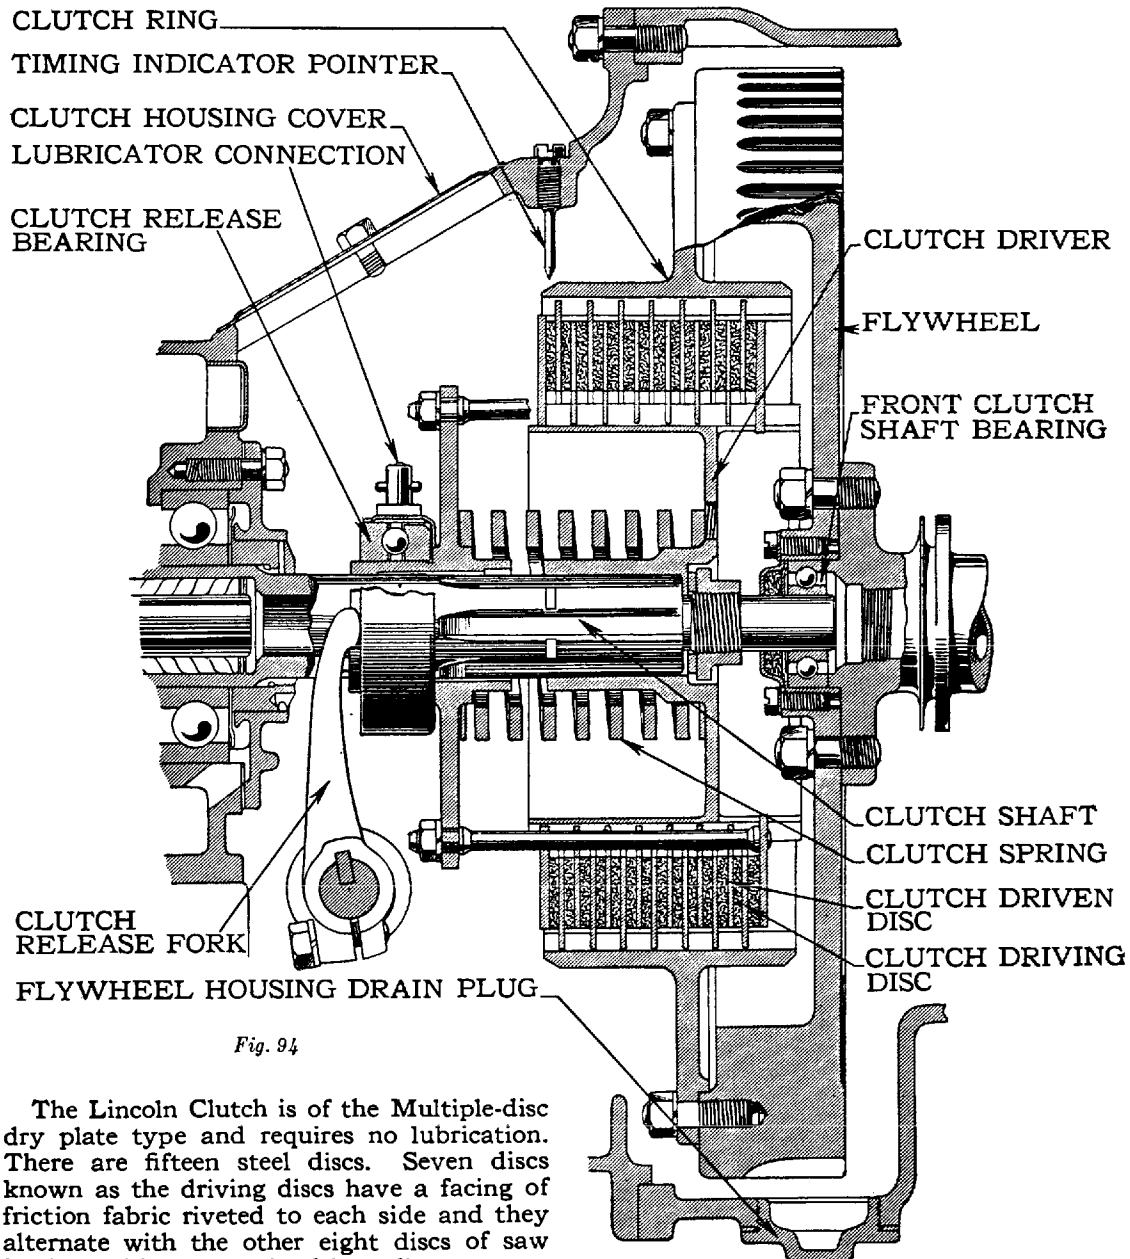 CLUTCH RING
TIMING INDICATOR POINTER
CLUTCH HOUSING COVER
LUBRICATOR CONNECTION
CLUTCH RELEASE
BEARING
CLUTCH DRIVER
FLYWHEEL
FRONT CLUTCH
SHAFT BEARING
CLUTCH SHAFT
CLUTCH SPRING
CLUTCH DRIVEN
DISC
CLUTCH DRIVING
DISC
CLUTCH
RELEASE FORK
FLYWHEEL HOUSING DRAIN PLUG
Fig. 94
The Lincoln Clutch is of the Multiple-disc
dry plate type and requires no lubrication.
There are fifteen steel discs. Seven discs
known as the driving discs have a facing of
friction fabric riveted to each side and they
alternate with the other eight discs of saw